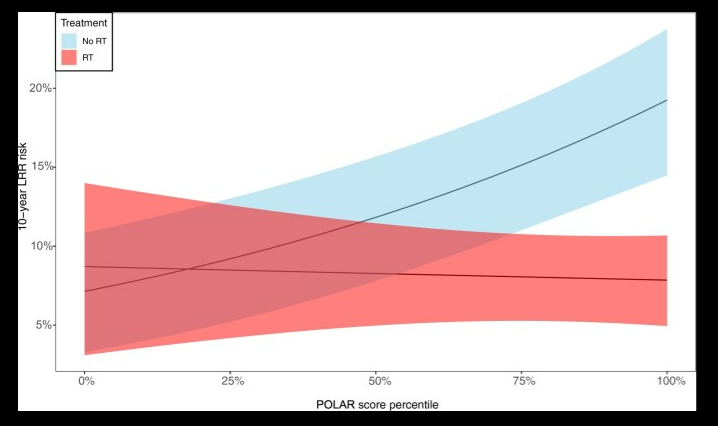 Treatment
No RT
RT
20%
15%
10%
5%
10−year LRR risk
0%
25%
50%
75%
100%
POLAR score percentile